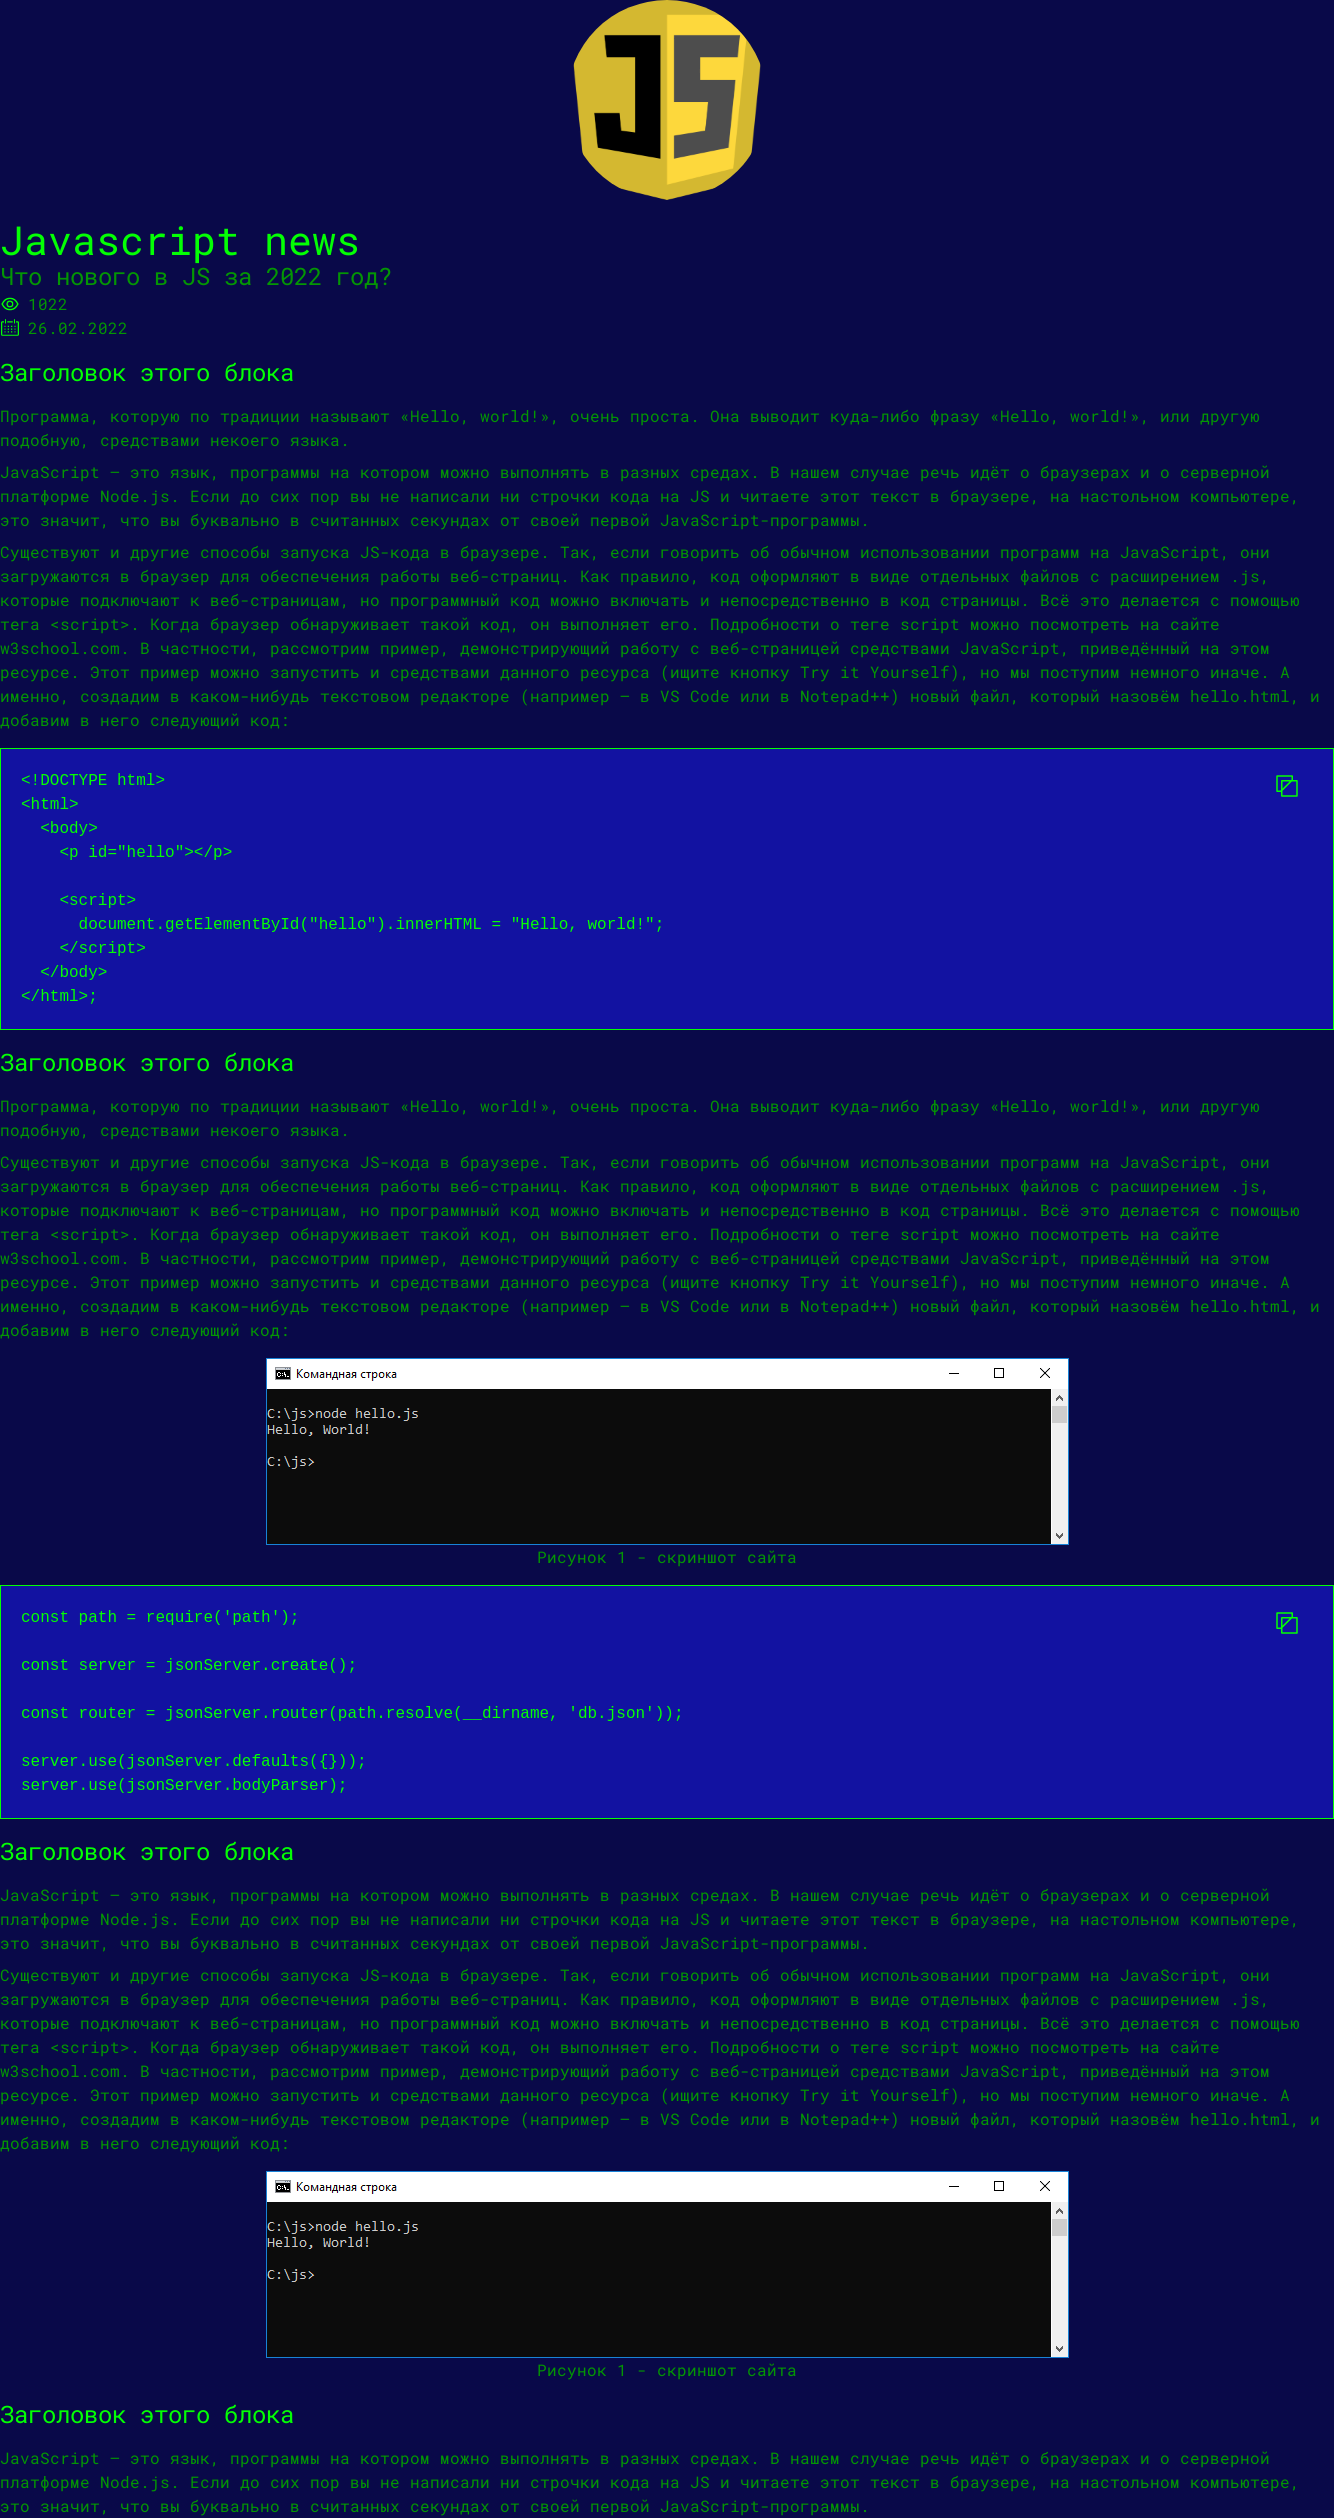 JS
Javascript news
Что нового в JS за 2022 год?
1022
26.02.2022
Заголовок этого блока
Программа, которую по традиции называют «Hello, world!», очень проста. Она выводит куда-либо фразу «Hello, world!», или другую
подобную, средствами некоего языка.
JavaScript — это язык, программы на котором можно выполнять в разных средах. В нашем случае речь идёт о браузерах и о серверной
платформе Node.js. Если до сих пор вы не написали ни строчки кода на JS и читаете этот текст в браузере, на настольном компьютере,
это значит, что вы буквально в считанных секундах от своей первой JavaScript-программы.
Существуют и другие способы запуска JS-кода в браузере. Так, если говорить об обычном использовании программ на JavaScript, они
загружаются в браузер для обеспечения работы веб-страниц. Как правило, код оформляют в виде отдельных файлов с расширением .js,
которые подключают к веб-страницам, но программный код можно включать и непосредственно в код страницы. Всё это делается с помощью
тега <script>. Когда браузер обнаруживает такой код, он выполняет его. Подробности о теге script можно посмотреть на сайте
w3school.com. В частности, рассмотрим пример, демонстрирующий работу с веб-страницей средствами JavaScript, приведённый на этом
ресурсе. Этот пример можно запустить и средствами данного ресурса (ищите кнопку Try it Yourself), но мы поступим немного иначе. А
именно, создадим в каком-нибудь текстовом редакторе (например — в VS Code или в Notepad++) новый файл, который назовём hello.html, и
добавим в него следующий код:
<!DOCTYPE html>
<html>
  <body>
    <p id="hello"></p>

    <script>
      document.getElementById("hello").innerHTML = "Hello, world!";
    </script>
  </body>
</html>;
Заголовок этого блока
Программа, которую по традиции называют «Hello, world!», очень проста. Она выводит куда-либо фразу «Hello, world!», или другую
подобную, средствами некоего языка.
Существуют и другие способы запуска JS-кода в браузере. Так, если говорить об обычном использовании программ на JavaScript, они
загружаются в браузер для обеспечения работы веб-страниц. Как правило, код оформляют в виде отдельных файлов с расширением .js,
которые подключают к веб-страницам, но программный код можно включать и непосредственно в код страницы. Всё это делается с помощью
тега <script>. Когда браузер обнаруживает такой код, он выполняет его. Подробности о теге script можно посмотреть на сайте
w3school.com. В частности, рассмотрим пример, демонстрирующий работу с веб-страницей средствами JavaScript, приведённый на этом
ресурсе. Этот пример можно запустить и средствами данного ресурса (ищите кнопку Try it Yourself), но мы поступим немного иначе. А
именно, создадим в каком-нибудь текстовом редакторе (например — в VS Code или в Notepad++) новый файл, который назовём hello.html, и
добавим в него следующий код:
Командная строка
C:\js>node hello.js
Hello, World!
C:\js>
Рисунок 1 - скриншот сайта
const path = require('path');

const server = jsonServer.create();

const router = jsonServer.router(path.resolve(__dirname, 'db.json'));

server.use(jsonServer.defaults({}));
server.use(jsonServer.bodyParser);
Заголовок этого блока
JavaScript — это язык, программы на котором можно выполнять в разных средах. В нашем случае речь идёт о браузерах и о серверной
платформе Node.js. Если до сих пор вы не написали ни строчки кода на JS и читаете этот текст в браузере, на настольном компьютере,
это значит, что вы буквально в считанных секундах от своей первой JavaScript-программы.
Существуют и другие способы запуска JS-кода в браузере. Так, если говорить об обычном использовании программ на JavaScript, они
загружаются в браузер для обеспечения работы веб-страниц. Как правило, код оформляют в виде отдельных файлов с расширением .js,
которые подключают к веб-страницам, но программный код можно включать и непосредственно в код страницы. Всё это делается с помощью
тега <script>. Когда браузер обнаруживает такой код, он выполняет его. Подробности о теге script можно посмотреть на сайте
w3school.com. В частности, рассмотрим пример, демонстрирующий работу с веб-страницей средствами JavaScript, приведённый на этом
ресурсе. Этот пример можно запустить и средствами данного ресурса (ищите кнопку Try it Yourself), но мы поступим немного иначе. А
именно, создадим в каком-нибудь текстовом редакторе (например — в VS Code или в Notepad++) новый файл, который назовём hello.html, и
добавим в него следующий код:
Командная строка
C:\js>node hello.js
Hello, World!
C:\js>
Рисунок 1 - скриншот сайта
Заголовок этого блока
JavaScript — это язык, программы на котором можно выполнять в разных средах. В нашем случае речь идёт о браузерах и о серверной
платформе Node.js. Если до сих пор вы не написали ни строчки кода на JS и читаете этот текст в браузере, на настольном компьютере,
это значит, что вы буквально в считанных секундах от своей первой JavaScript-программы.